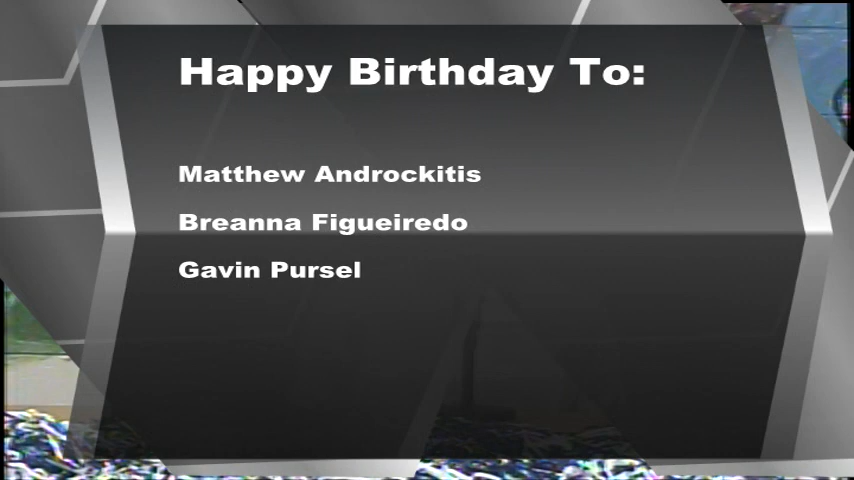 Happy Birthday To:
Matthew Androckitis
Breanna Figueiredo
Gavin Pursel